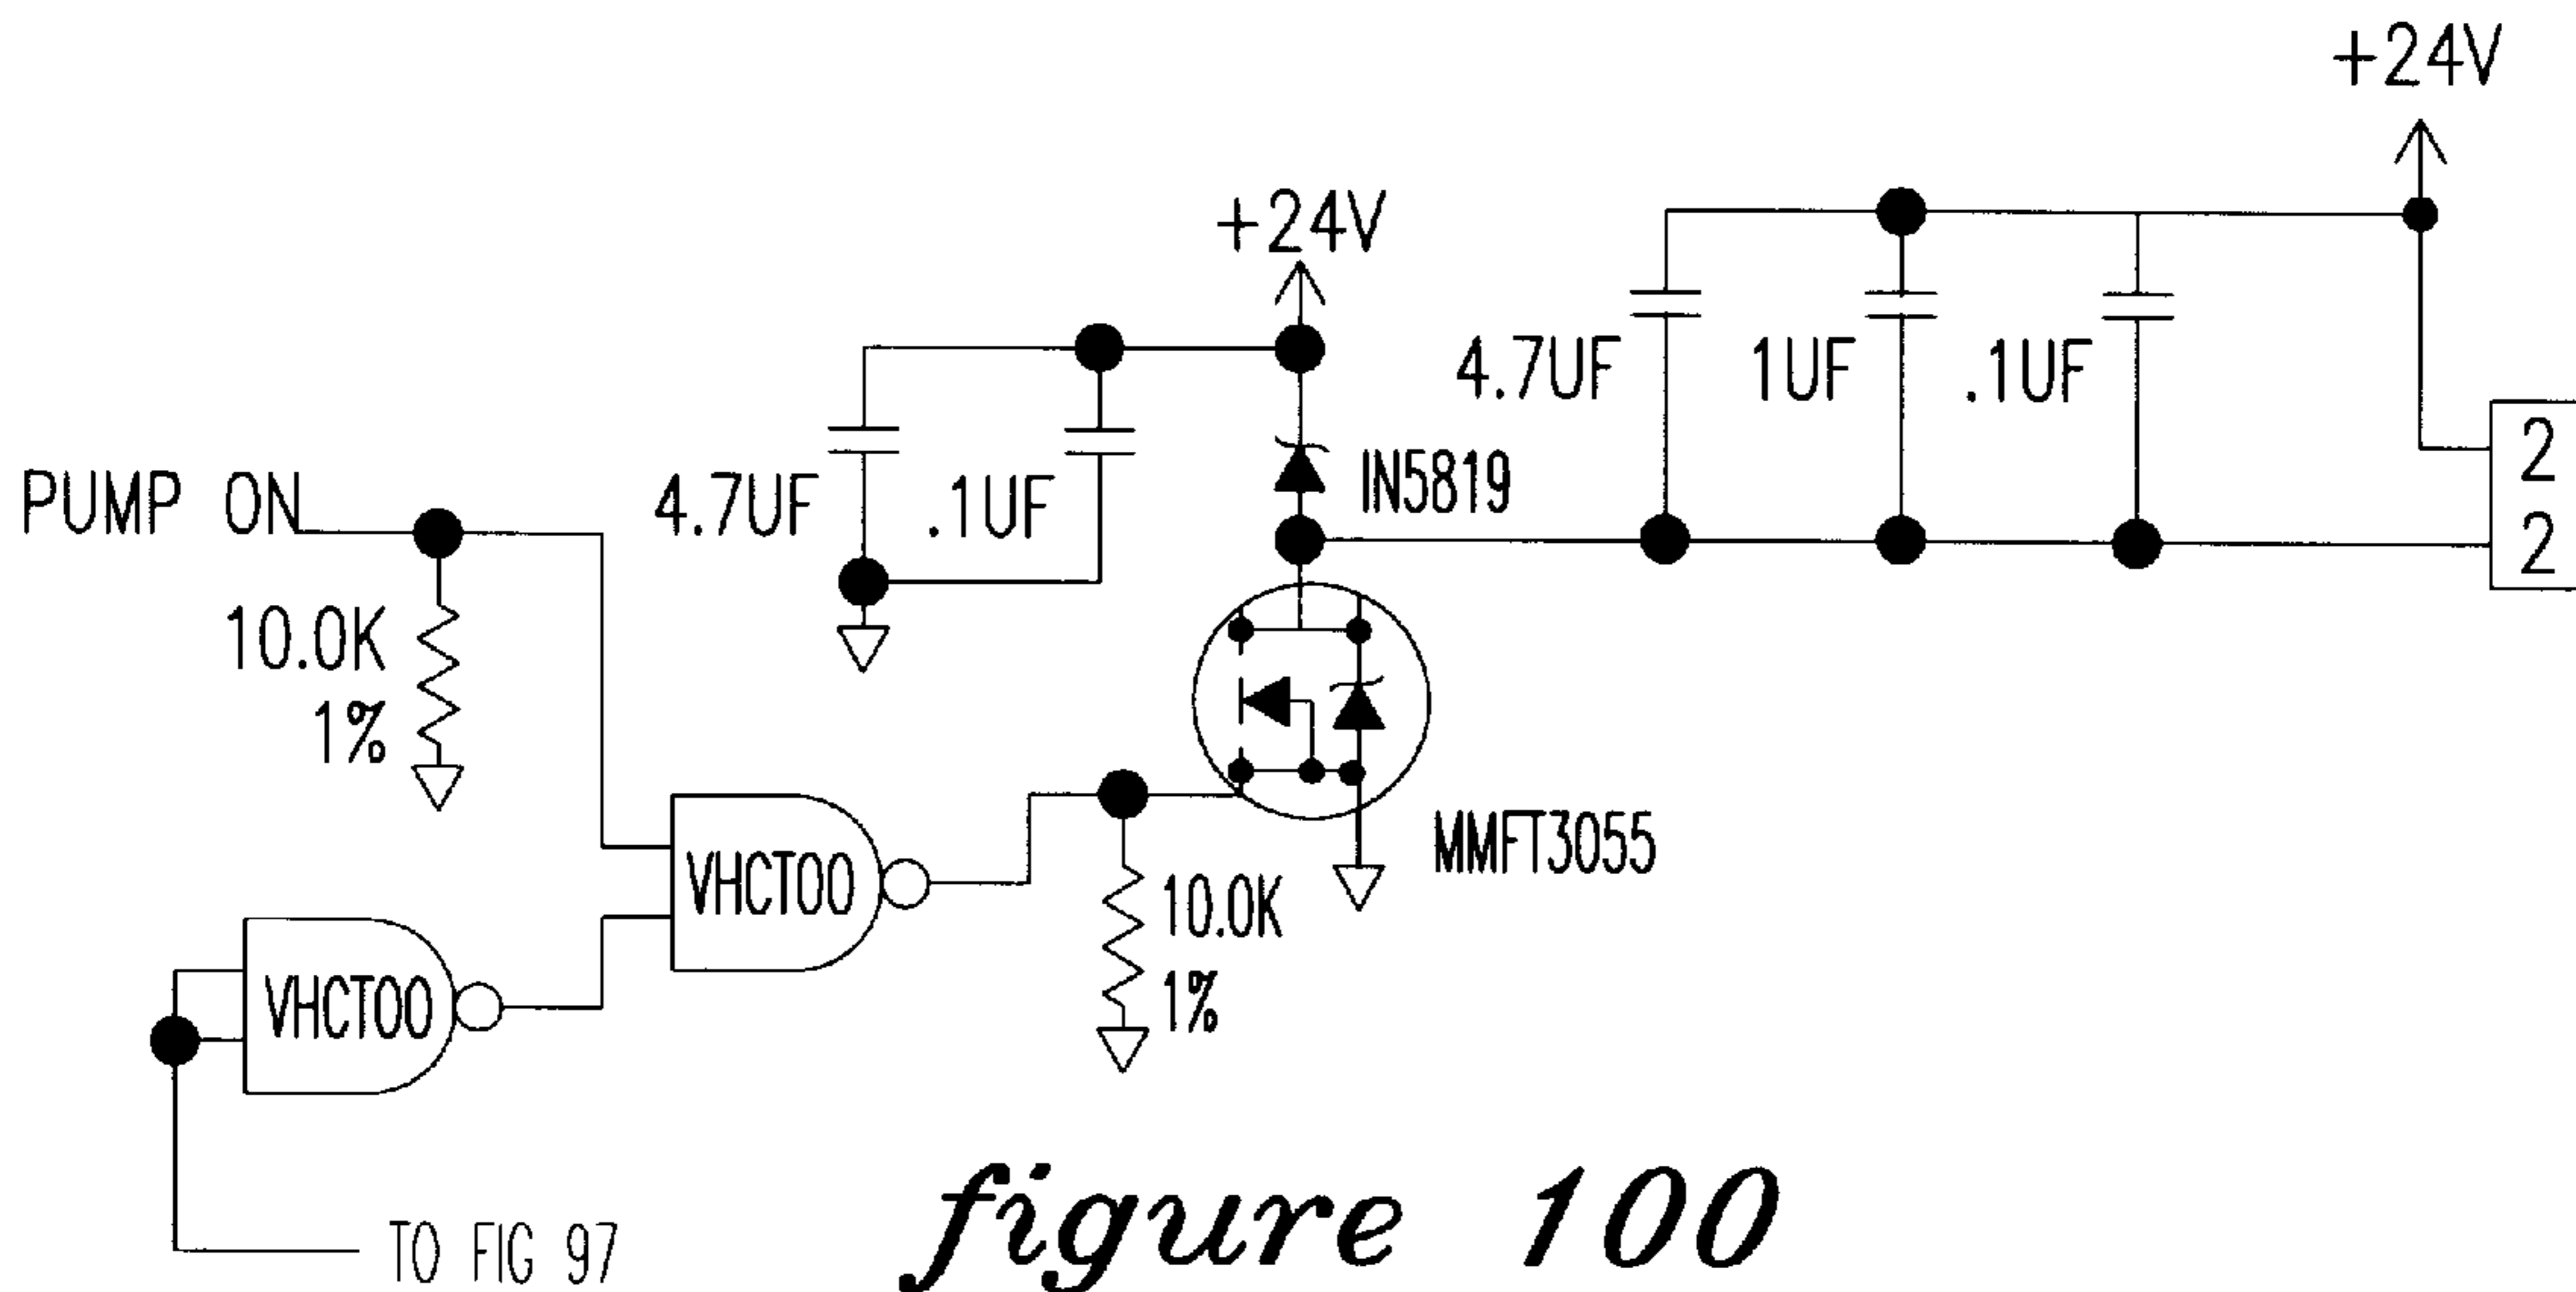 +24V
+24V
4.7UF
1UF
.1UF
IN5819
PUMP ON
4.7UF
.1UF
2
2
10.0K
1%
MMFT3055
VHCT00
10.0K
1%
VHCT00
TO FIG 97
figure 100